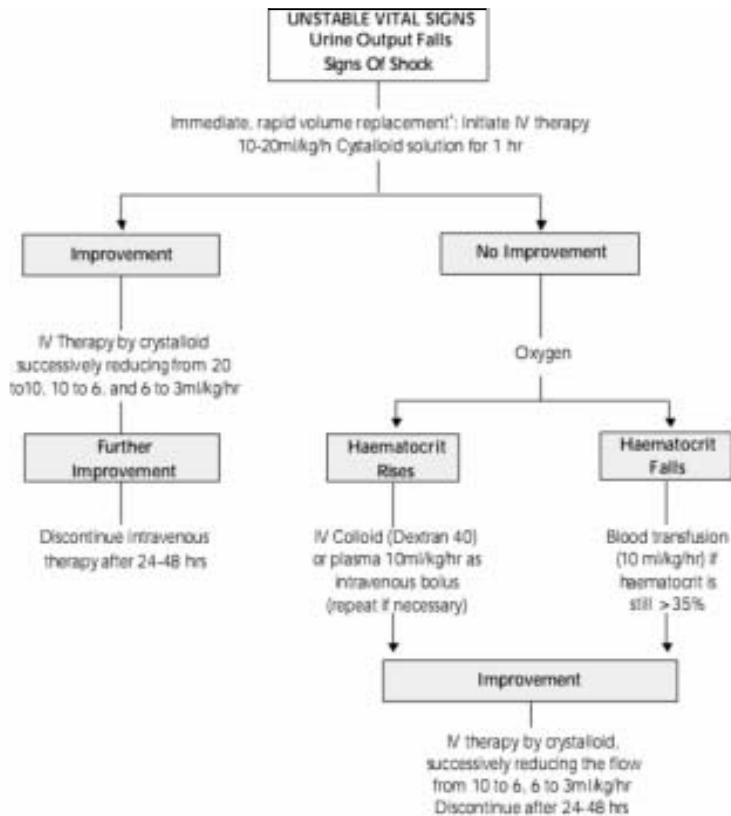 UNSTABLE VITAL SIGNS
Urine Output Falls
Signs Of Shock
Immediate, rapid volume replacement*: Initiate IV therapy
10-20ml/kg/h Cystalloid solution for 1 hr
Improvement
No Improvement
IV Therapy by crystalloid
successively reducing from 20
to10, 10 to 6, and 6 to 3ml/kg/hr
Oxygen
Further
Improvement
Haematocrit
Rises
Haematocrit
Falls
Discontinue intravenous
therapy after 24-48 hrs
IV Colloid (Dextran 40)
or plasma 10ml/kg/hr as
intravenous bolus
(repeat if necessary)
Blood transfusion
(10 ml/kg/hr) if
haematocrit is
still >35%
Improvement
IV therapy by crystalloid,
successively reducing the flow
from 10 to 6, 6 to 3ml/kg/hr
Discontinue after 24-48 hrs